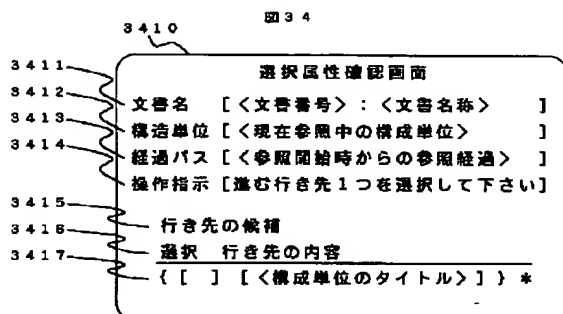 図34
3410
3411
3412
3413
3414
3415
3416
3417
選択属性確認画面
文書名 [<文書番号>:<文書名称> ]
構造単位 [<現在参照中の構成単位> ]
経過パス [<参照開始時からの参照経過> ]
操作指示 [進む行き先1つを選択して下さい]
行き先の候補
選択 行き先の内容
{ [ ] [<構成単位のタイトル>] } *